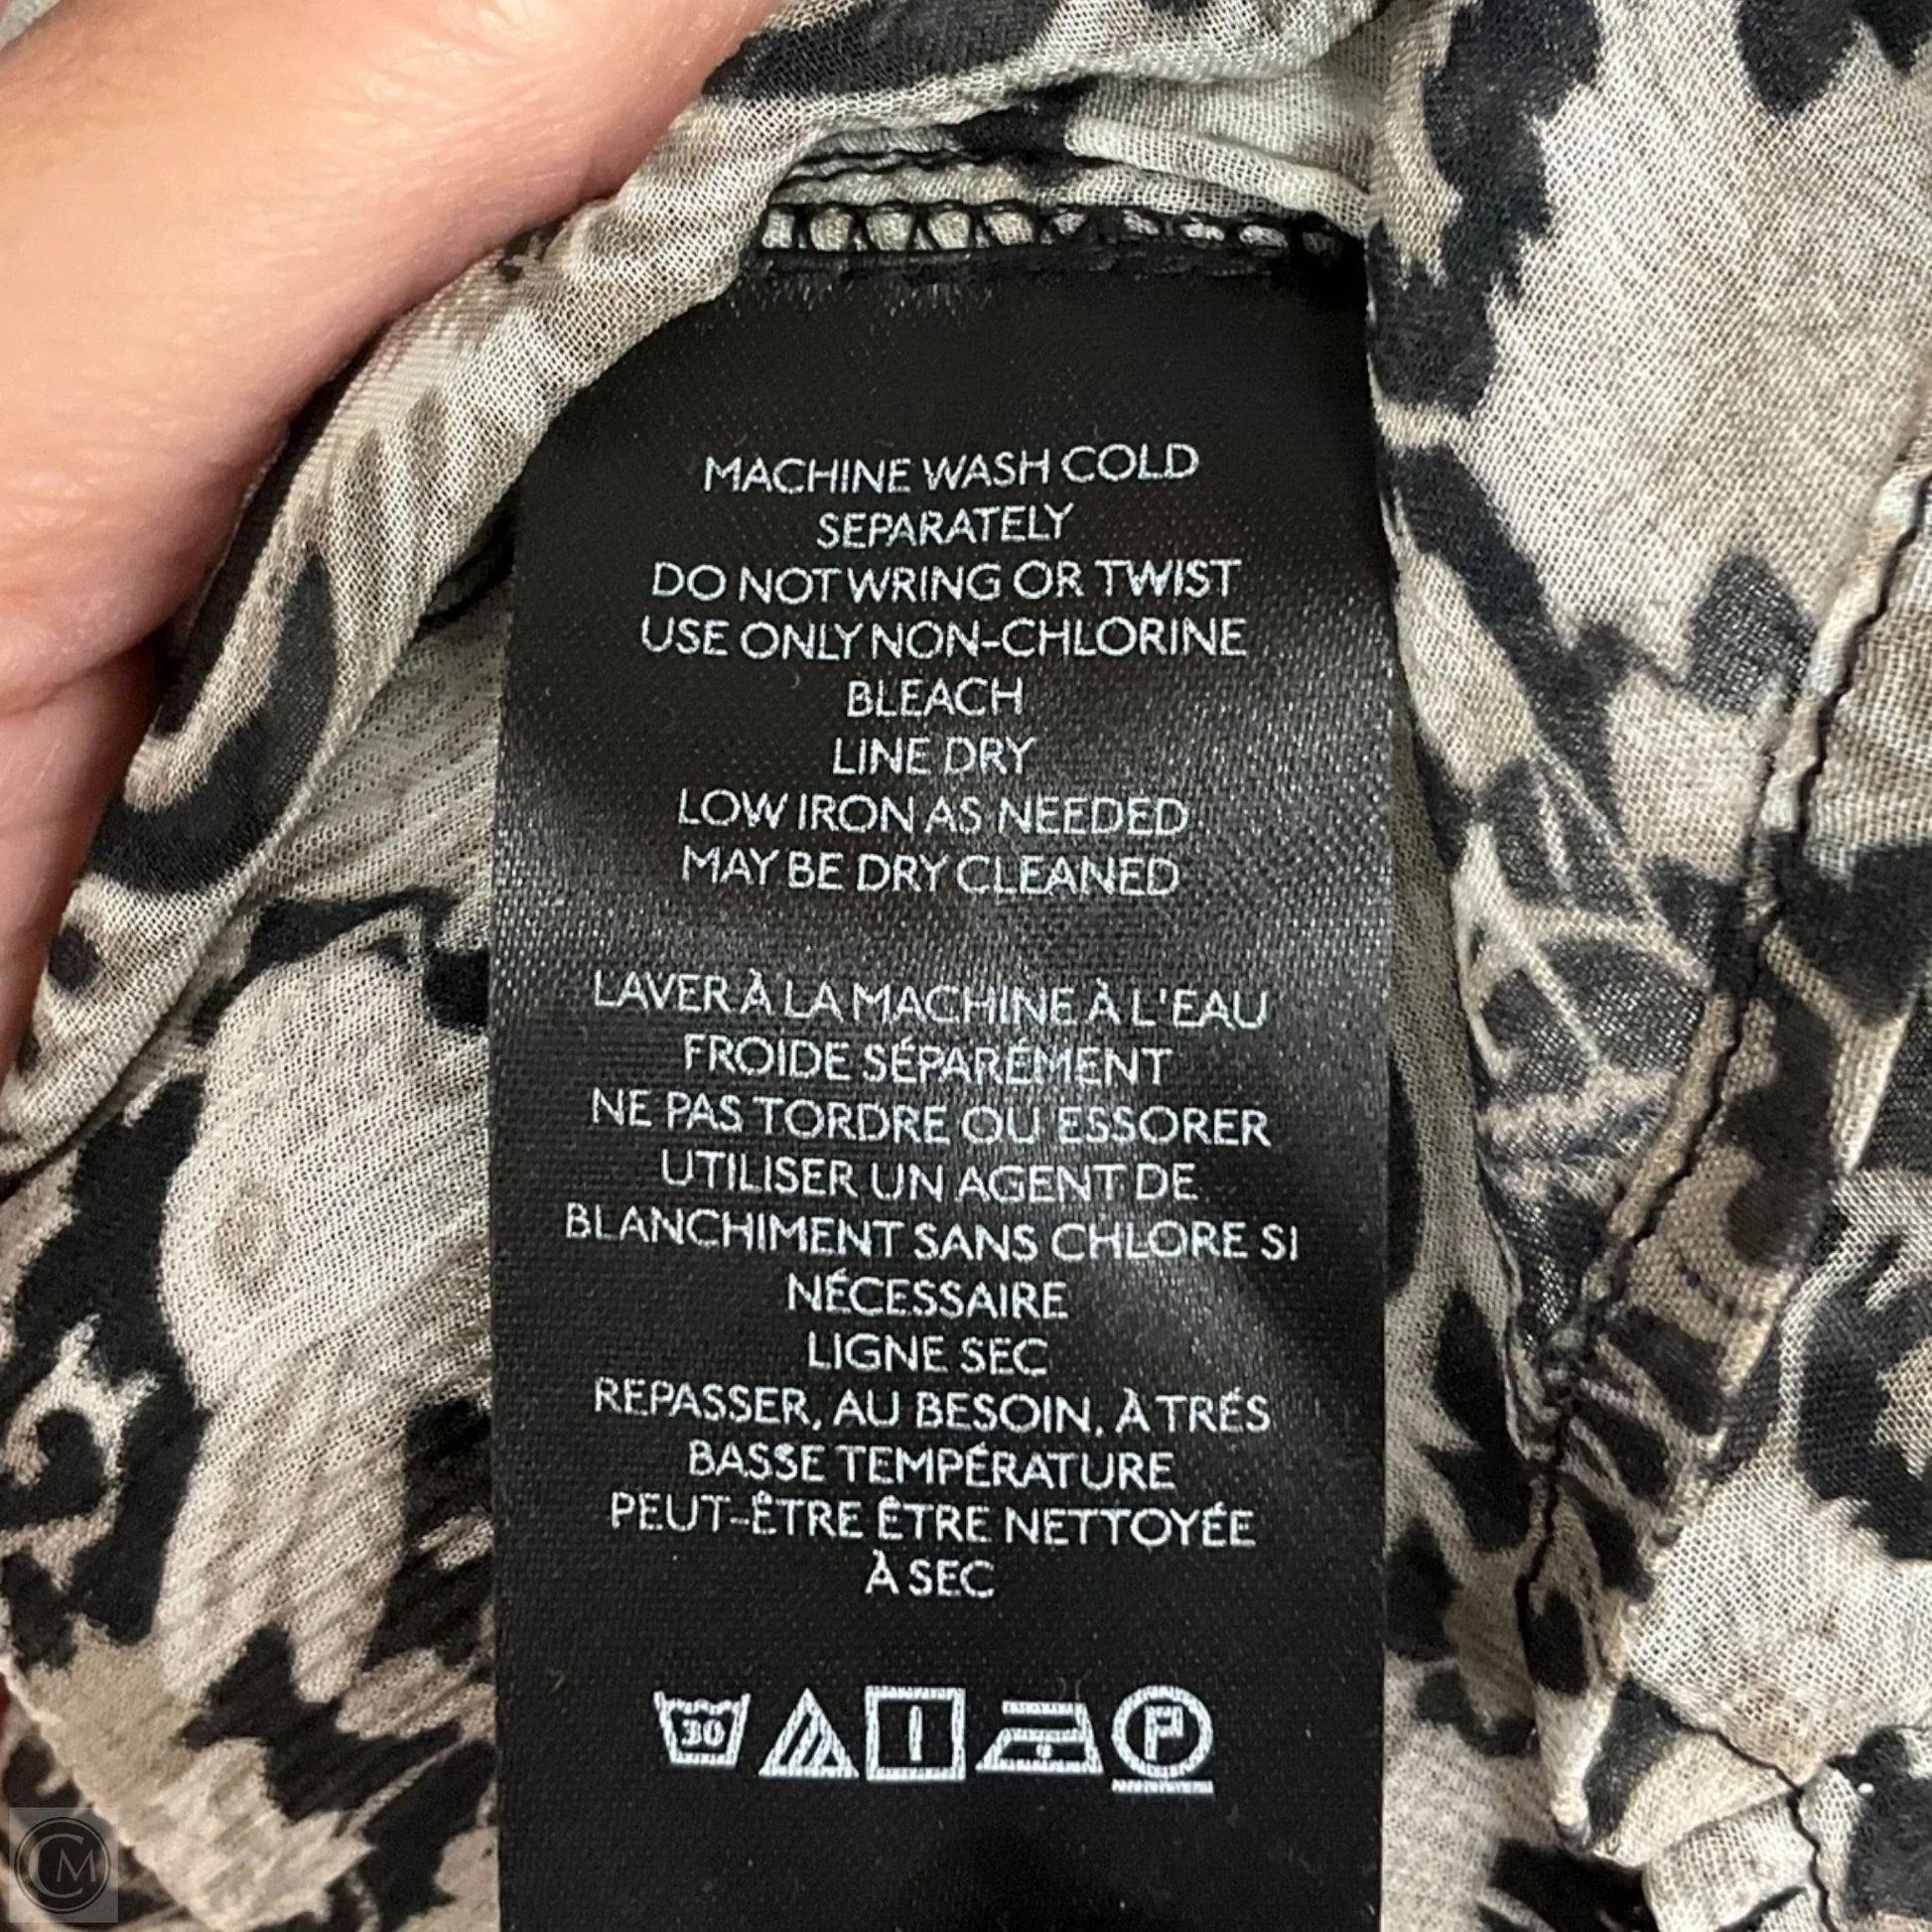 MACHINE WASH COLD
SEPARATELY
DO NOT WRING OR TWIST
USE ONLY NON-CHLORINE
BLEACH
LINE DRY
LOW IRON AS NEEDED
MAY BE DRY CLEANED
LAVER À LA MACHINE À L'EAU
FROIDE SÉPARÉMENT
NE PAS TORDRE OU ESSORER
UTILISER UN AGENT DE
BLANCHIMENT SANS CHLORE SI
NÉCESSAIRE
LIGNE SEC
REPASSER, AU BESOIN, À TRÉS
BASSE TEMPÉRATURE
PEUT-ÊTRE ÊTRE NETTOYÉE
À SEC
30 P
CM